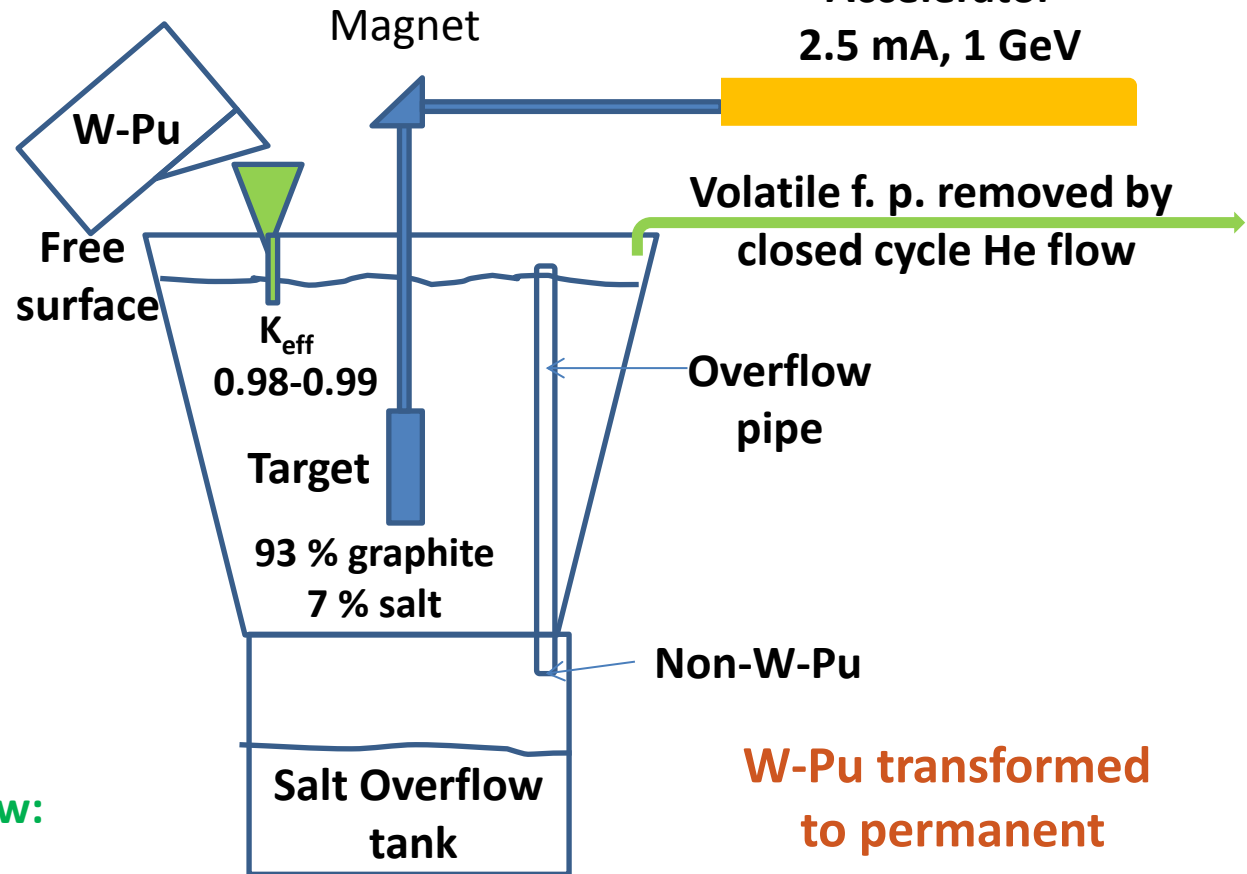 Magnet
2.5 mA, 1 GeV
W-Pu
Volatile f. p. removed by
closed cycle He flow
Free
surface
Keff
0.98-0.99
Overflow
pipe
Target
93 % graphite
7 % salt
Non-W-Pu
W-Pu transformed
to permanent
Salt Overflow
tank
w: